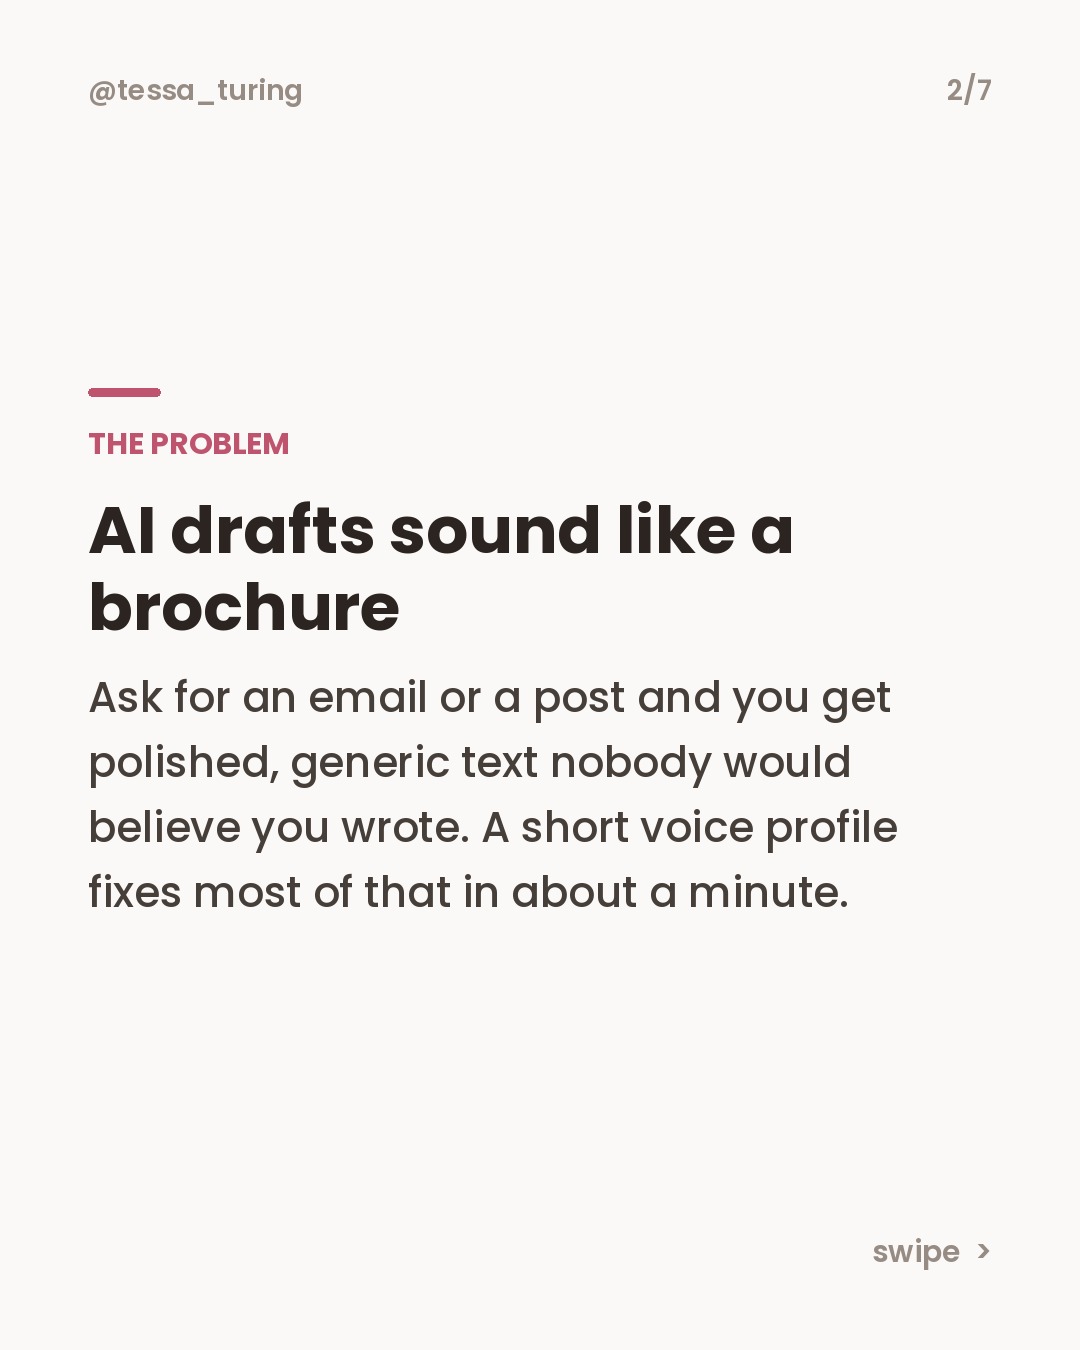 @tessa_turing
2/7
THE PROBLEM
AI drafts sound like a
brochure
Ask for an email or a post and you get
polished, generic text nobody would
believe you wrote. A short voice profile
fixes most of that in about a minute.
swipe >